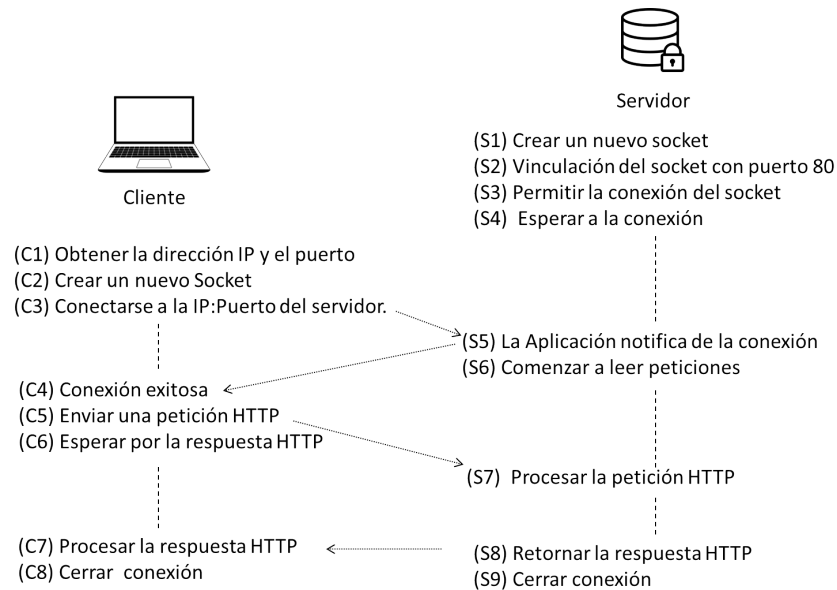 Servidor
(S1) Crear un nuevo socket
(S2) Vinculación del socket con puerto 80
(S3) Permitir la conexión del socket
(S4) Esperar a la conexión
Cliente
(C1) Obtener la dirección IP y el puerto
(C2) Crear un nuevo Socket
(C3) Conectarse a la IP:Puerto del servidor.
(S5) La Aplicación notifica de la conexión
(S6) Comenzar a leer peticiones
(C4) Conexión exitosa
(C5) Enviar una petición HTTP
(C6) Esperar por la respuesta HTTP
(S7) Procesar la petición HTTP
(C7) Procesar la respuesta HTTP
(C8) Cerrar conexión
(S8) Retornar la respuesta HTTP
(S9) Cerrar conexión